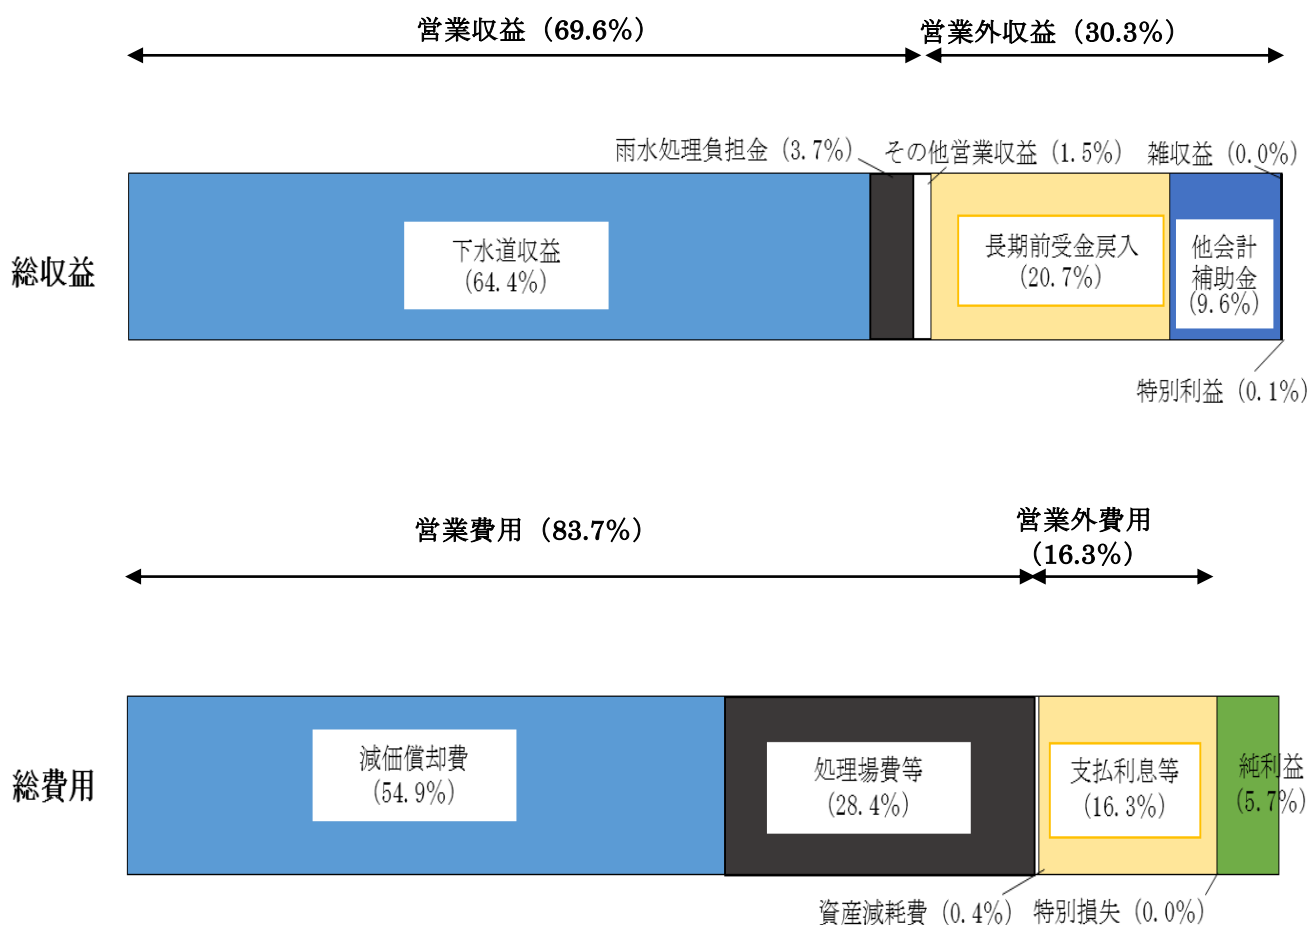 営業収益（69.6%）
営業外収益（30.3%）
雨水処理負担金（3.7%）
その他営業収益（1.5%）
雑収益（0.0%）
総収益
下水道収益
（64.4%）
長期前受金戻入
（20.7%）
他会計
補助金
（9.6%）
特別利益（0.1%）
営業費用（83.7%）
営業外費用
（16.3%）
総費用
減価償却費
（54.9%）
処理場費等
（28.4%）
支払利息等
（16.3%）
純利益
（5.7%）
資産減耗費（0.4%）
特別損失（0.0%）